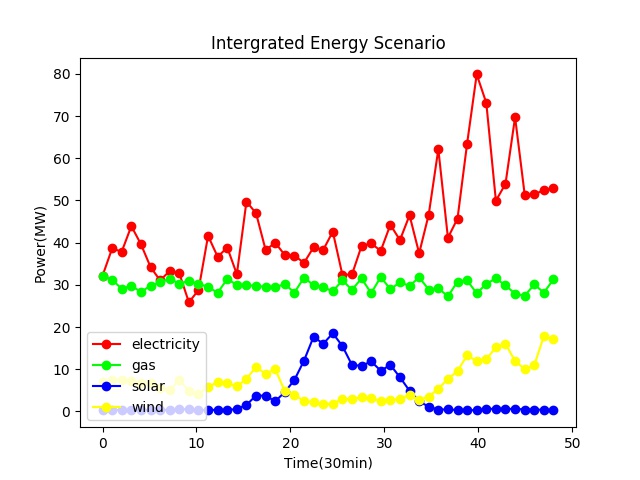 Intergrated Energy Scenario
Power(MW)
80
70
60
50
40
30
20
10
0
electricity
gas
solar
wind
0 10 20 30 40 50
Time(30min)